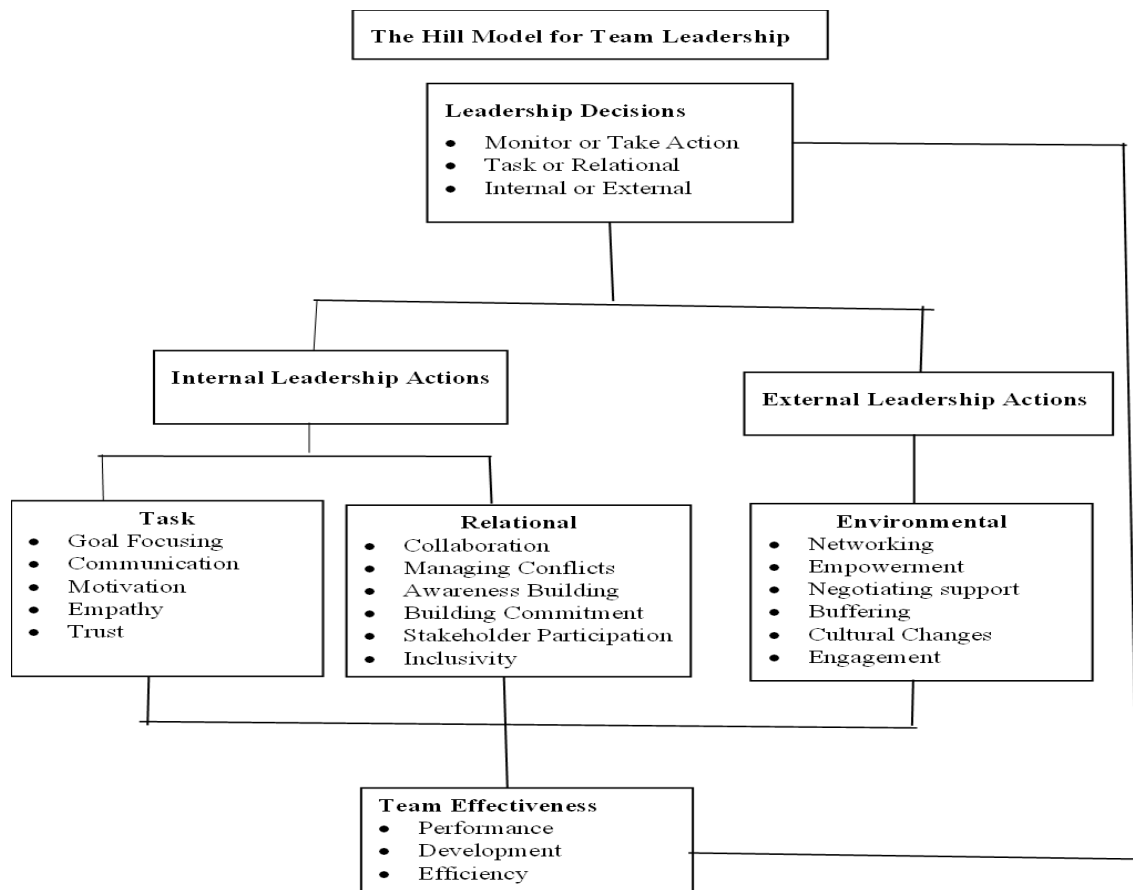 The Hill Model for Team Leadership
Leadership Decisions
• Monitor or Take Action
• Task or Relational
• Internal or External
Internal Leadership Actions
External Leadership Actions
Task
• Goal Focusing
• Communication
• Motivation
• Empathy
• Trust
Relational
• Collaboration
• Managing Conflicts
• Awareness Building
• Building Commitment
• Stakeholder Participation
• Inclusivity
Environmental
• Networking
• Empowerment
• Negotiating support
• Buffering
• Cultural Changes
• Engagement
Team Effectiveness
• Performance
• Development
• Efficiency